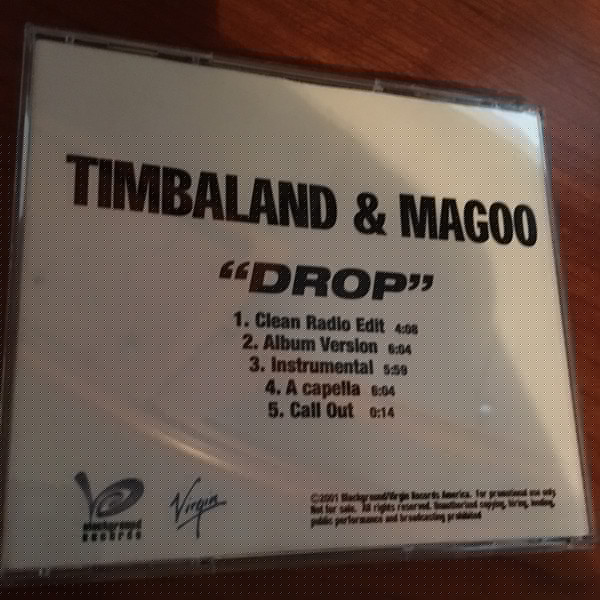 TIMBALAND & MAGOO
“DROP”
1. Clean Radio Edit 4:08
2. Album Version 6:04
3. Instrumental 5:59
4. A capella 6:04
5. Call Out 0:14
Blackground
Records
Virgin
©2001 Blackground/Virgin Records America. For promotional use only
Not for sale. All rights reserved. Unauthorized copying, hiring, lending,
public performance and broadcasting prohibited